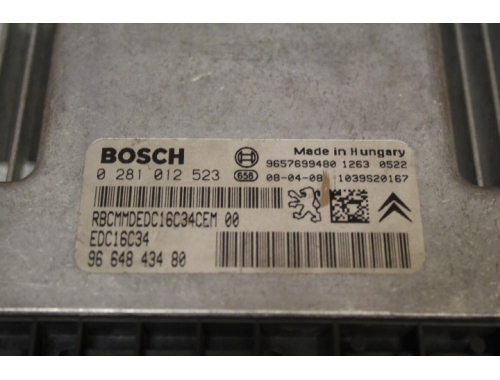 BOSCH
0 281 012 523
RBCMMDEDC16C34CEM 00
EDC16C34
96 648 434 80
Made in Hungary
9657699480 1263 0522
656 08-04-08 1039S20167